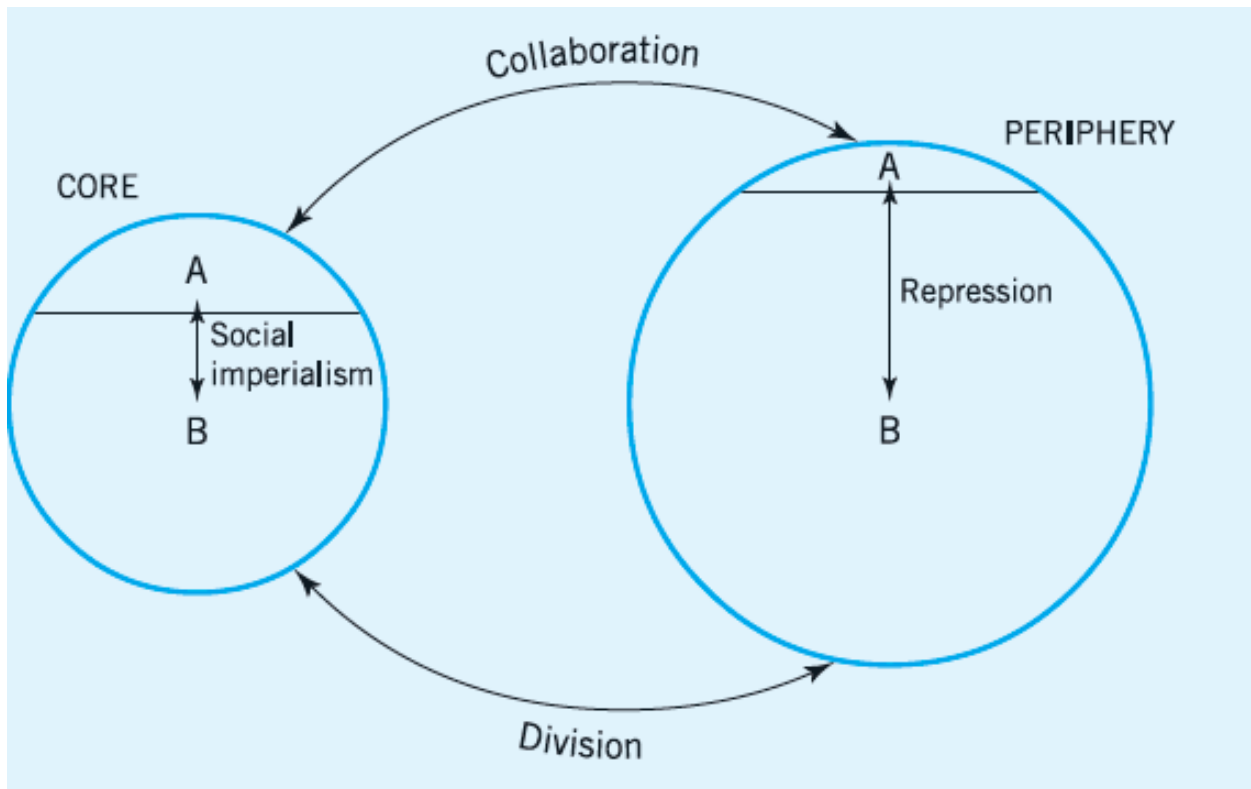 Collaboration
PERIPHERY
A
CORE
A
Repression
Social
imperialism
B
B
Division